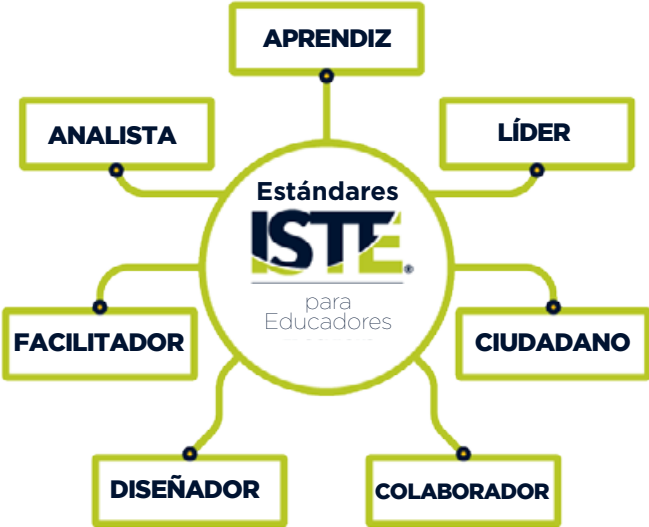 APRENDIZ
ANALISTA
LÍDER
Estándares
ISTE®
para
Educadores
FACILITADOR
CIUDADANO
DISEÑADOR
COLABORADOR